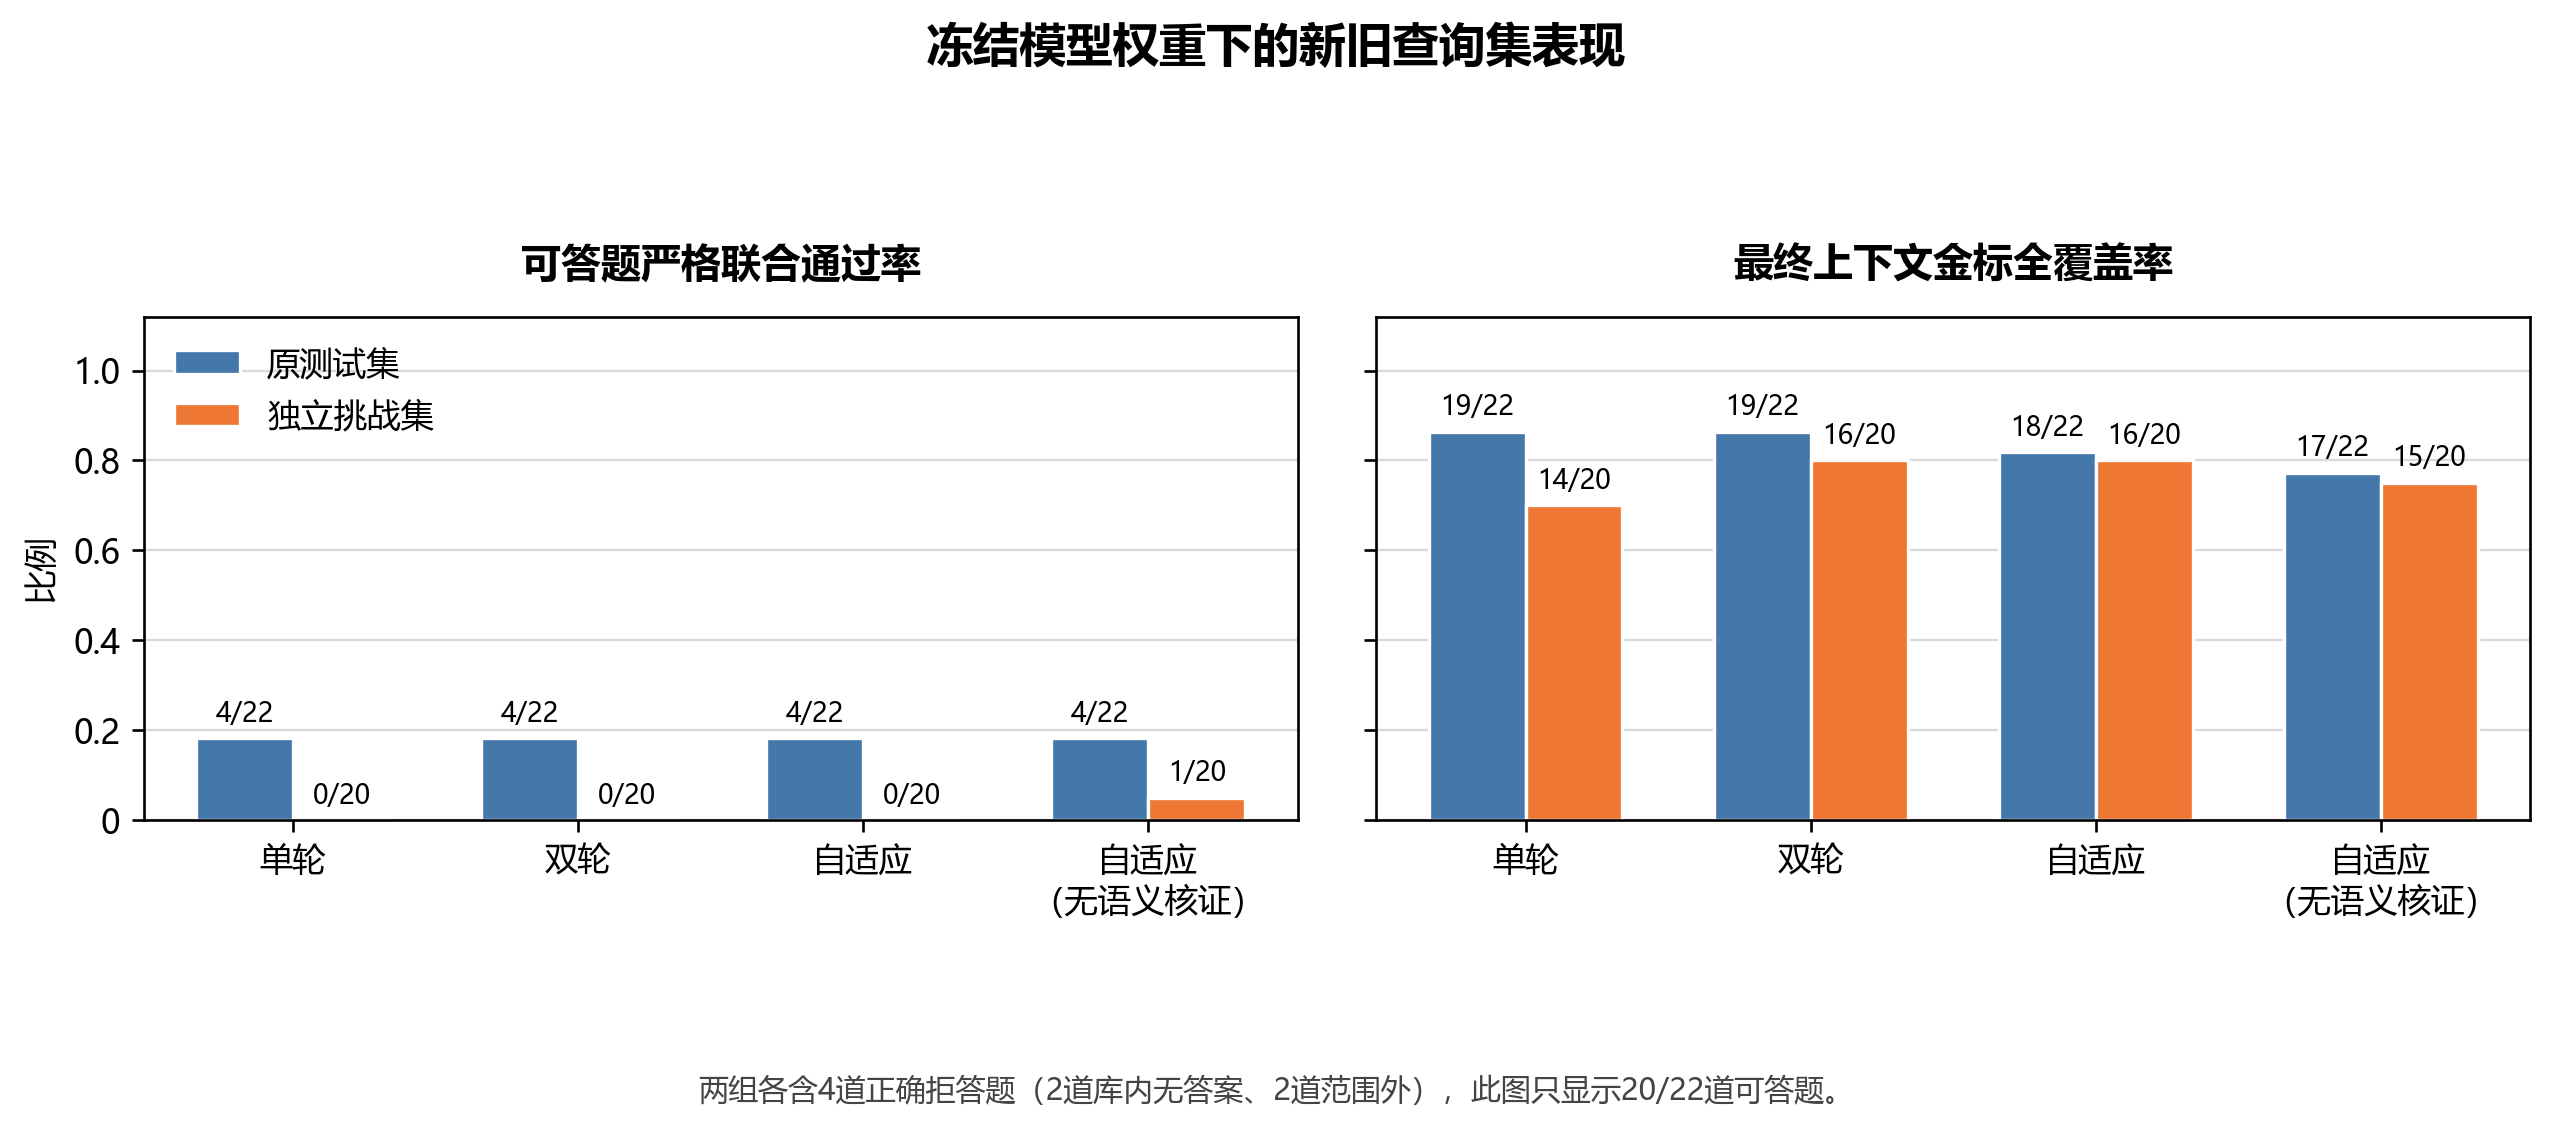 冻结模型权重下的新旧查询集表现
可答题严格联合通过率
原测试集
独立挑战集
比例
1.0
0.8
0.6
0.4
0.2
0
4/22
0/20
4/22
0/20
4/22
0/20
4/22
1/20
单轮
双轮
自适应
自适应
（无语义核证）
最终上下文金标全覆盖率
19/22
14/20
19/22
16/20
18/22
16/20
17/22
15/20
单轮
双轮
自适应
自适应
（无语义核证）
两组各含4道正确拒答题（2道库内无答案、2道范围外），此图只显示20/22道可答题。